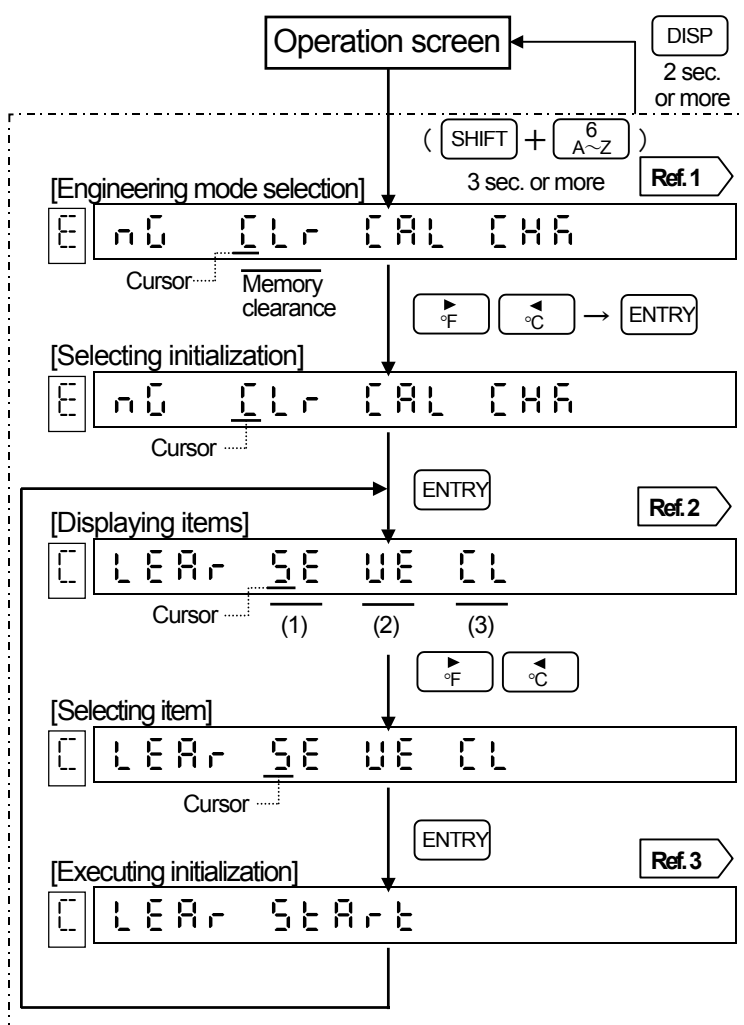 Operation screen
DISP
2 sec.
or more
( SHIFT + 6 A～Z )
3 sec. or more
Ref. 1
[Engineering mode selection]
E nG CLr CAL CHK
Cursor
Memory
clearance
► °F ◄ °C → ENTRY
[Selecting initialization]
E nG CLr CAL CHK
Cursor
ENTRY
Ref. 2
[Displaying items]
C LEAr SE UE CL
Cursor
(1) (2) (3)
► °F ◄ °C
[Selecting item]
C LEAr SE UE CL
Cursor
ENTRY
Ref. 3
[Executing initialization]
C LEAr StArt